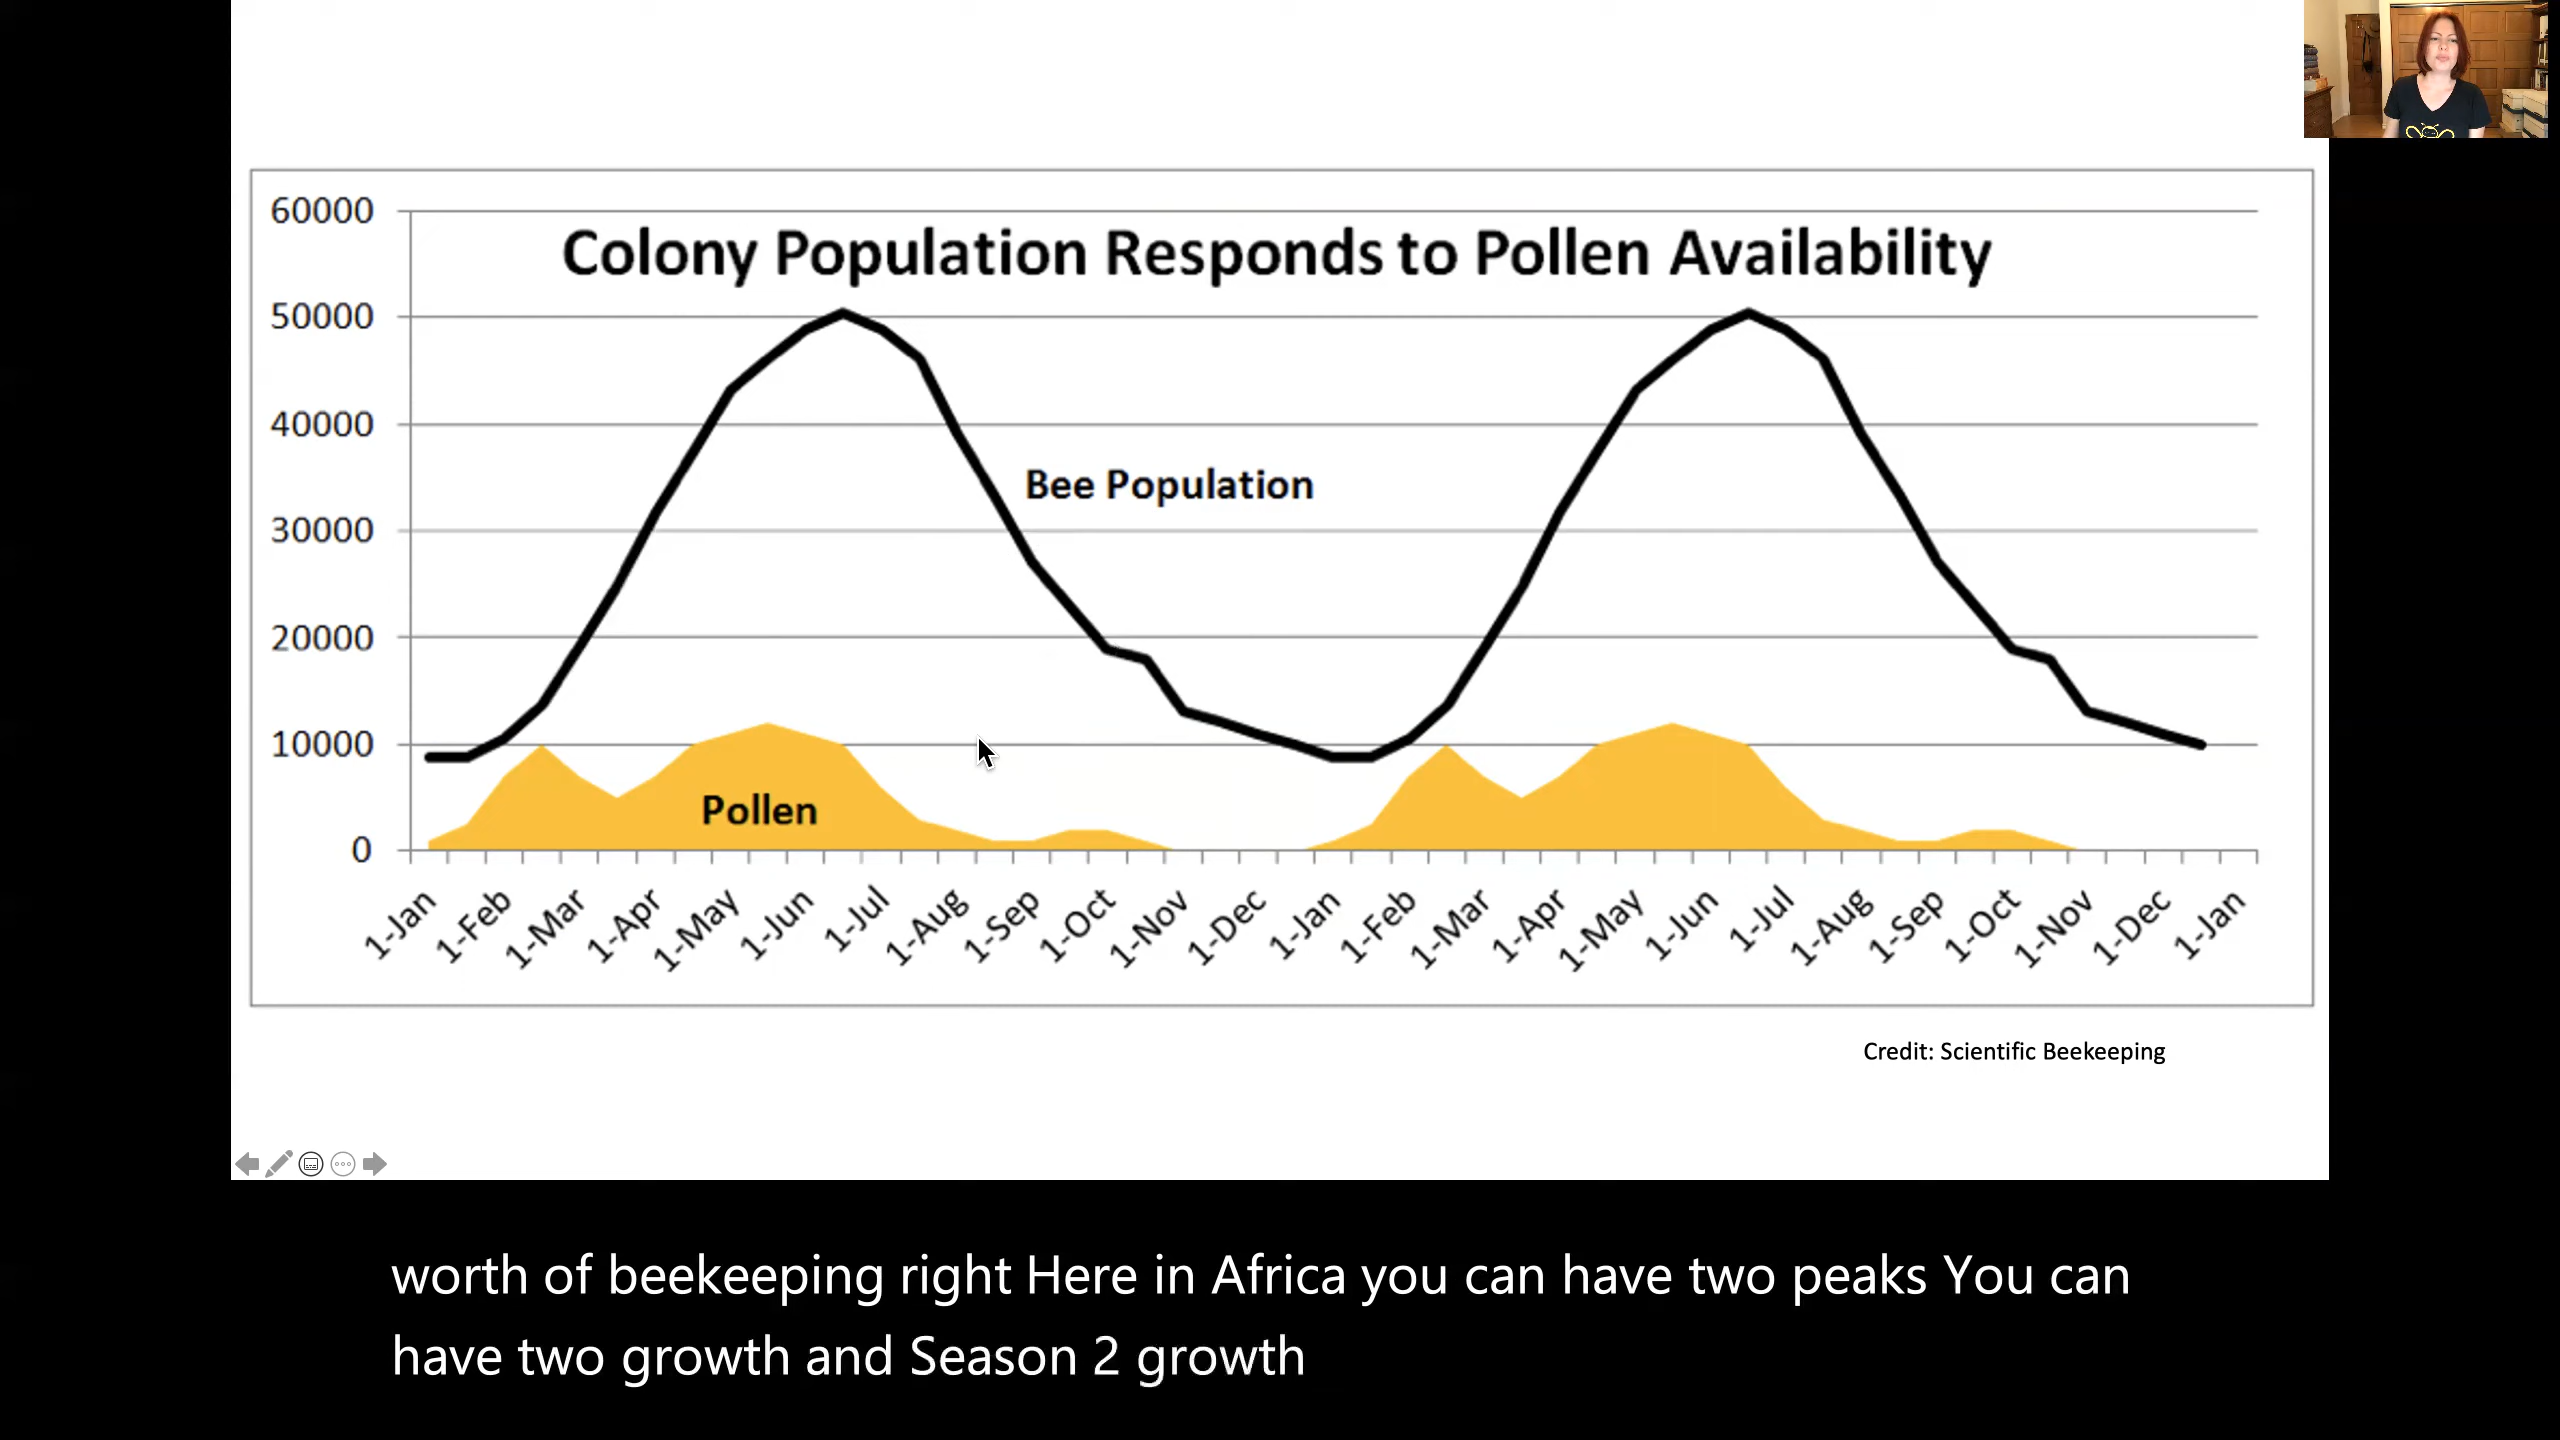 60000
Colony Population Responds to Pollen Availability
50000
40000
Bee Population
30000
20000
10000
Pollen
0
1-Jan 1-Feb 1-Mar 1-Apr 1-May 1-Jun 1-Jul 1-Aug 1-Sep 1-Oct 1-Nov 1-Dec 1-Jan 1-Feb 1-Mar 1-Apr 1-May 1-Jun 1-Jul 1-Aug 1-Sep 1-Oct 1-Nov 1-Dec 1-Jan
Credit: Scientific Beekeeping
worth of beekeeping right Here in Africa you can have two peaks You can
have two growth and Season 2 growth